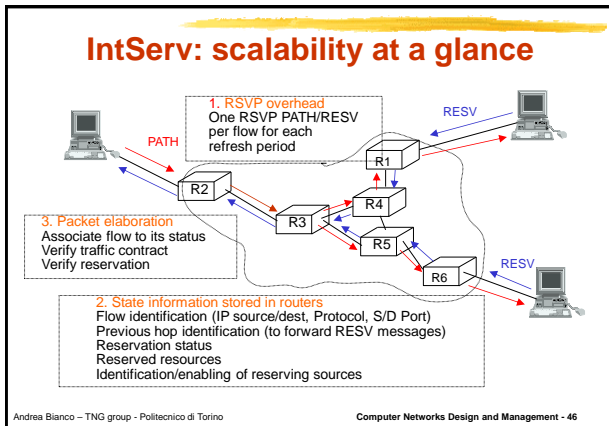 IntServ: scalability at a glance
1. RSVP overhead
One RSVP PATH/RESV
per flow for each
refresh period
RESV
PATH
R1
R2
R4
R3
R5
R6
3. Packet elaboration
Associate flow to its status
Verify traffic contract
Verify reservation
RESV
2. State information stored in routers
Flow identification (IP source/dest, Protocol, S/D Port)
Previous hop identification (to forward RESV messages)
Reservation status
Reserved resources
Identification/enabling of reserving sources
Andrea Bianco – TNG group - Politecnico di Torino
Computer Networks Design and Management - 46